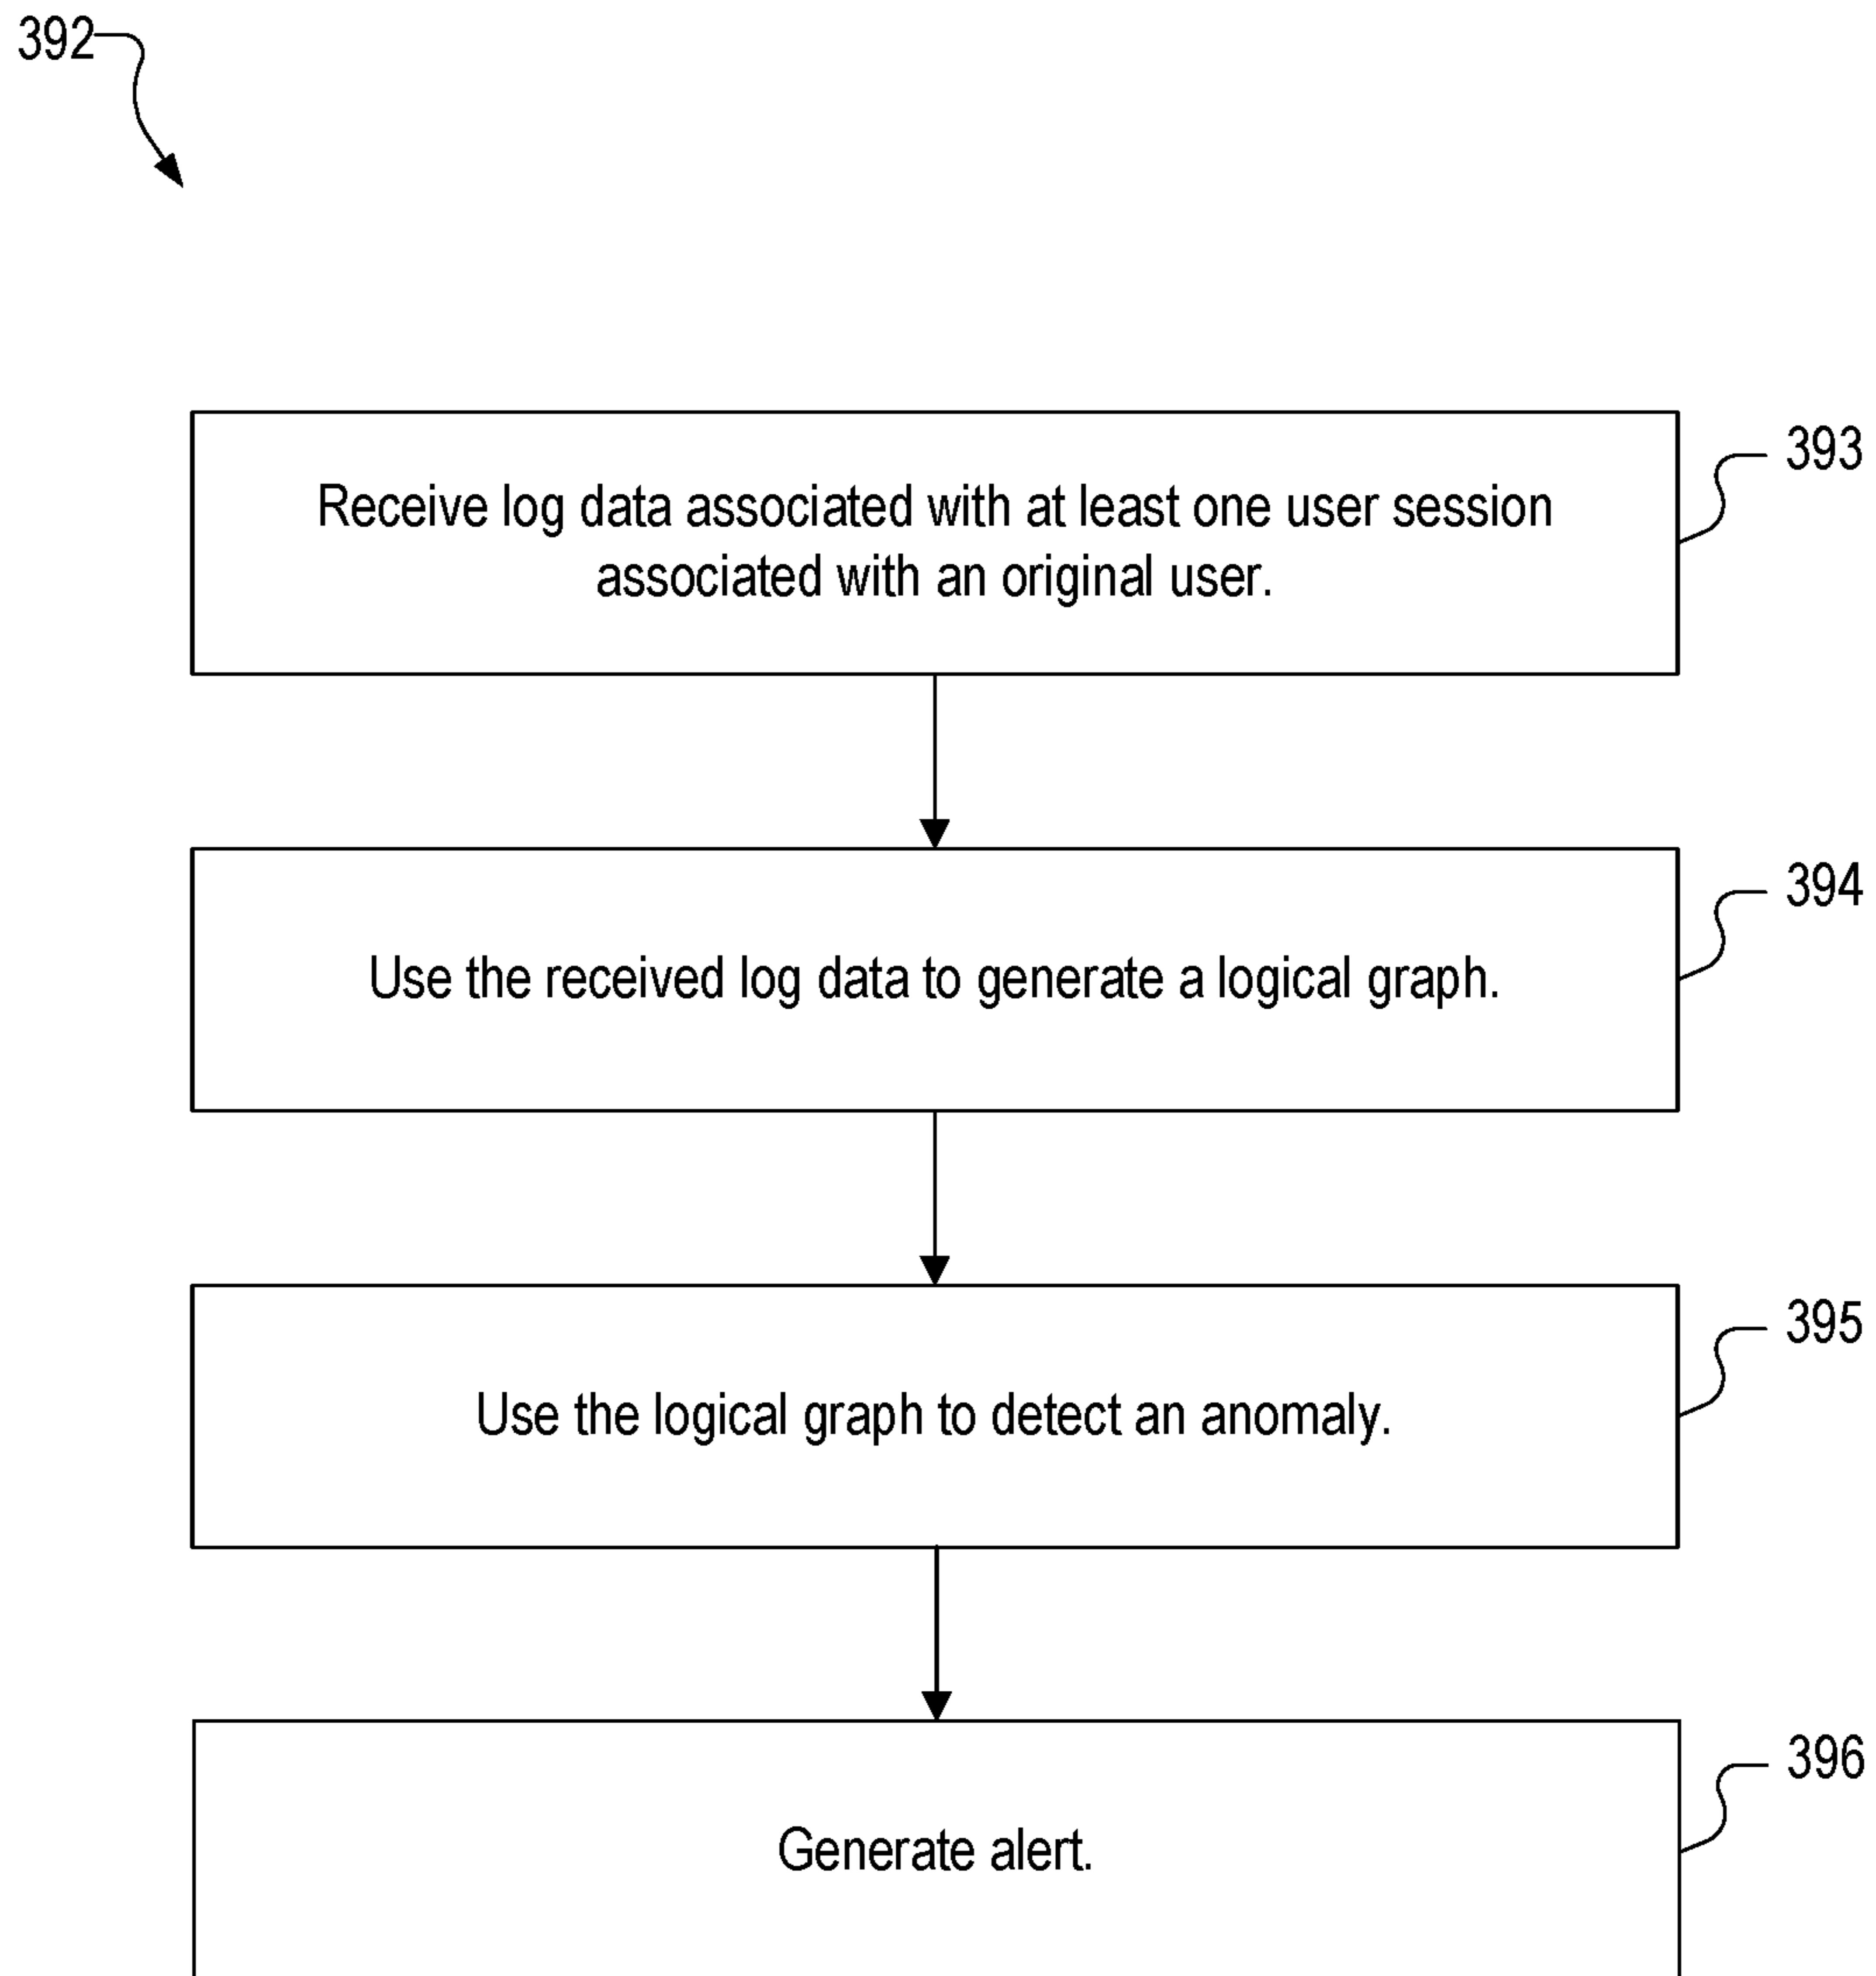 392
393
Receive log data associated with at least one user session
associated with an original user.
394
Use the received log data to generate a logical graph.
395
Use the logical graph to detect an anomaly.
396
Generate alert.